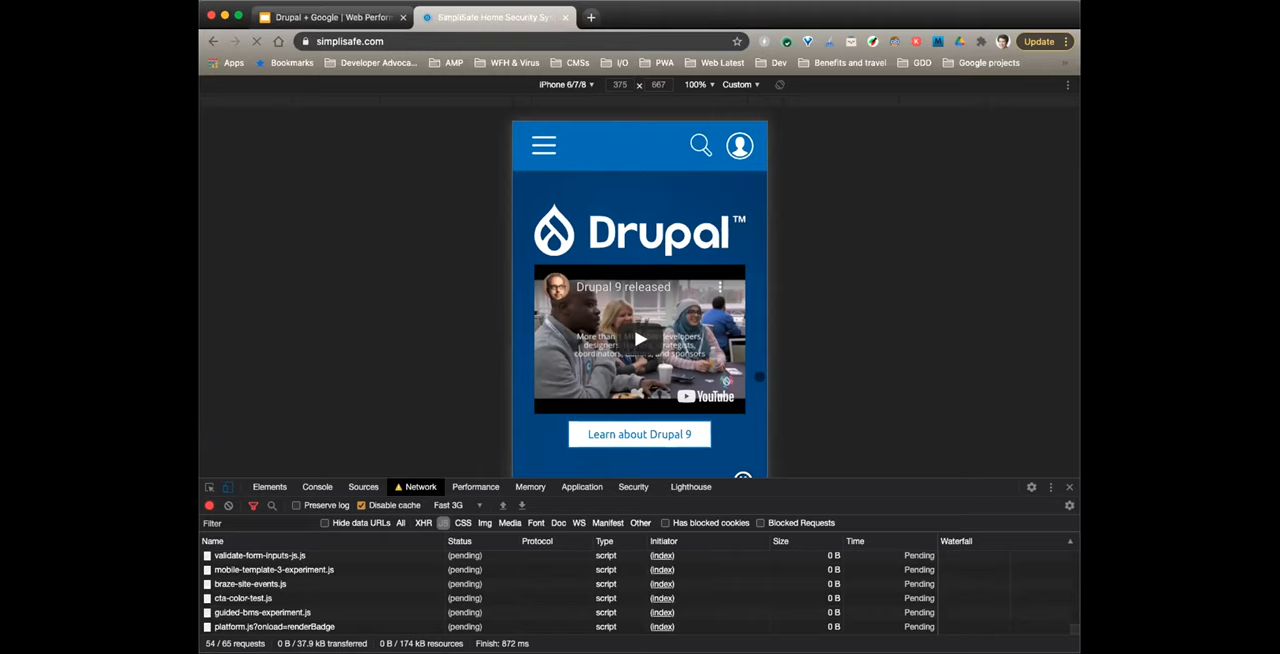 Drupal + Google | Web Perform
SimpliSafe Home Security Sys
simplisafe.com
Update
Apps Bookmarks Developer Advoca... AMP WFH & Virus CMSs I/O PWA Web Latest Dev Benefits and travel GDD Google projects
iPhone 6/7/8 375 x 667 100% Custom
Drupal™
Drupal 9 released
YouTube
Learn about Drupal 9
Elements Console Sources Network Performance Memory Application Security Lighthouse
Preserve log Disable cache Fast 3G
Filter Hide data URLs All XHR JS CSS Img Media Font Doc WS Manifest Other Has blocked cookies Blocked Requests
Name Status Protocol Type Initiator Size Time Waterfall
validate-form-inputs-js.js (pending) script (index) 0 B Pending
mobile-template-3-experiment.js (pending) script (index) 0 B Pending
braze-site-events.js (pending) script (index) 0 B Pending
cta-color-test.js (pending) script (index) 0 B Pending
guided-bms-experiment.js (pending) script (index) 0 B Pending
platform.js?onload=renderBadge (pending) script (index) 0 B Pending
54 / 65 requests 0 B / 37.9 kB transferred 0 B / 174 kB resources Finish: 872 ms